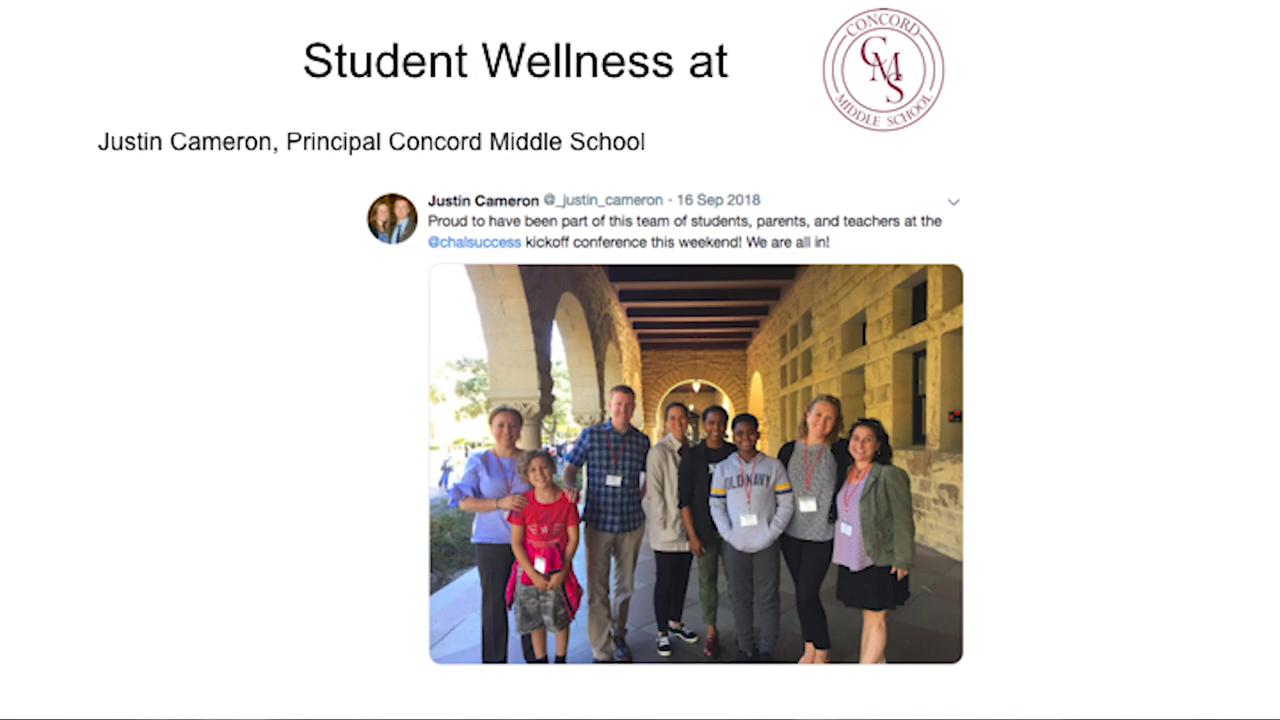 Student Wellness at
CONCORD
CMS
MIDDLE SCHOOL
Justin Cameron, Principal Concord Middle School
Justin Cameron @_justin_cameron · 16 Sep 2018
Proud to have been part of this team of students, parents, and teachers at the
@chalsuccess kickoff conference this weekend! We are all in!
OLD NAVY